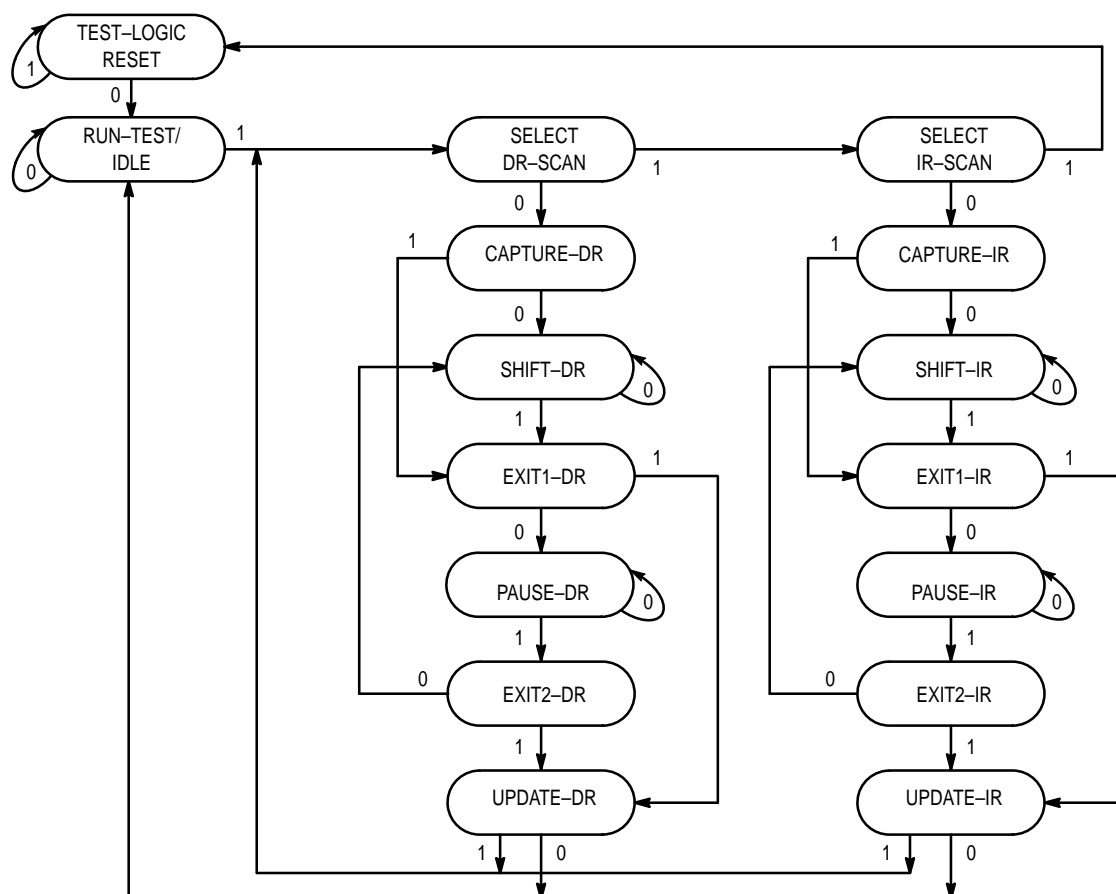 TEST–LOGIC
RESET
1
0
RUN–TEST/
IDLE
0
1
SELECT
DR–SCAN
1
0
SELECT
IR–SCAN
1
0
1
CAPTURE–DR
0
1
CAPTURE–IR
0
SHIFT–DR
0
1
SHIFT–IR
0
1
EXIT1–DR
1
0
EXIT1–IR
1
0
PAUSE–DR
0
1
PAUSE–IR
0
1
0
EXIT2–DR
1
0
EXIT2–IR
1
UPDATE–DR
1
0
UPDATE–IR
1
0